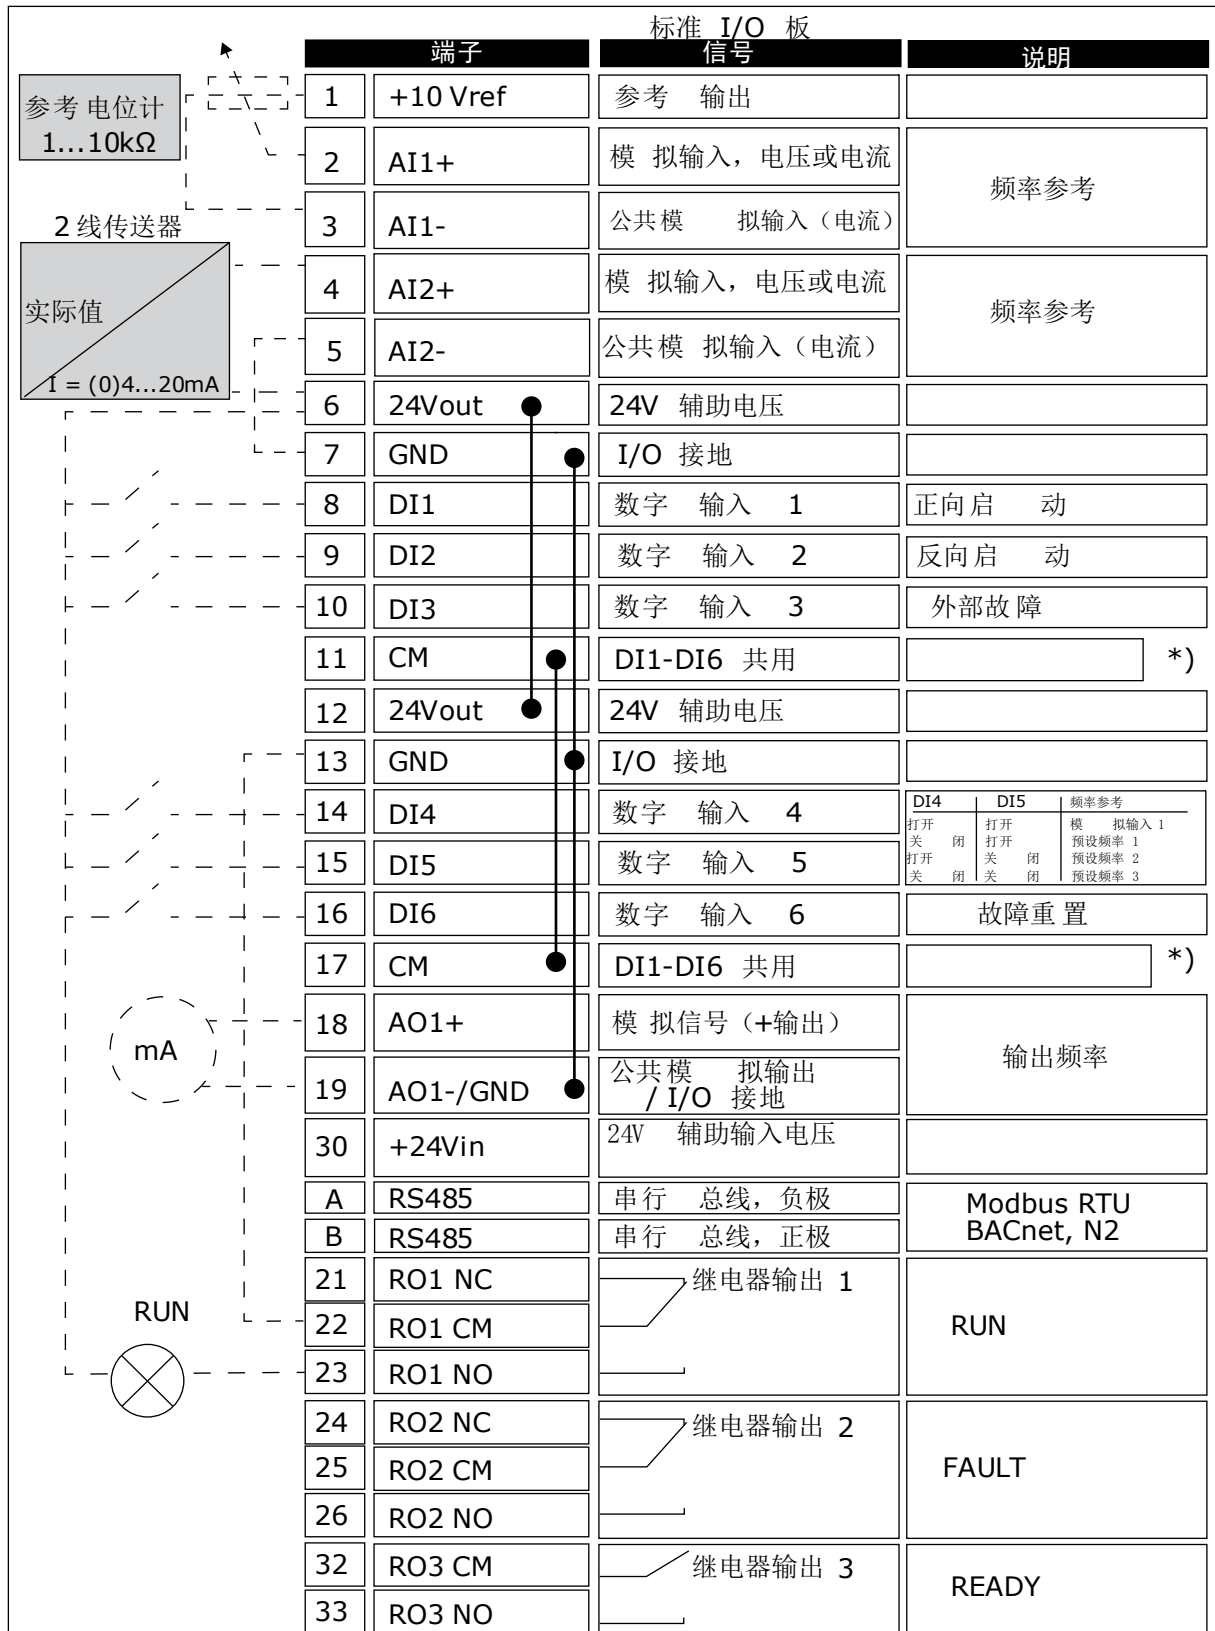 标准 I/O 板
端子 信号 说明
参考 电位计
1...10kΩ
1 +10 Vref 参考 输出
2 AI1+ 模 拟输入，电压或电流
频率参考
3 AI1- 公共模 拟输入（电流）
2 线传送器
实际值
I = (0)4...20mA
4 AI2+ 模 拟输入，电压或电流
频率参考
5 AI2- 公共模 拟输入（电流）
6 24Vout 24V 辅助电压
7 GND I/O 接地
8 DI1 数字 输入 1 正向启 动
9 DI2 数字 输入 2 反向启 动
10 DI3 数字 输入 3 外部故 障
11 CM DI1-DI6 共用 *)
12 24Vout 24V 辅助电压
13 GND I/O 接地
14 DI4 数字 输入 4
15 DI5 数字 输入 5
DI4 DI5 频率参考
打开 打开 模 拟输入 1
关 闭 打开 预设频率 1
打开 关 闭 预设频率 2
关 闭 关 闭 预设频率 3
16 DI6 数字 输入 6 故障重 置
17 CM DI1-DI6 共用 *)
mA
18 AO1+ 模 拟信号（+输出）
输出频率
19 AO1-/GND 公共模 拟输出
/ I/O 接地
30 +24Vin 24V 辅助输入电压
A RS485 串行 总线，负极
B RS485 串行 总线，正极
Modbus RTU
BACnet, N2
21 RO1 NC 继电器输出 1
RUN
22 RO1 CM RUN
23 RO1 NO
24 RO2 NC 继电器输出 2
25 RO2 CM FAULT
26 RO2 NO
32 RO3 CM 继电器输出 3
READY
33 RO3 NO